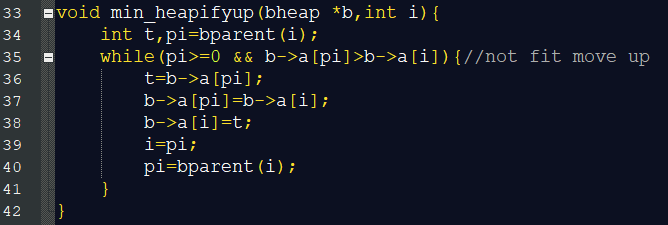 33 void min_heapifyup(bheap *b,int i){
34     int t,pi=bparent(i);
35     while(pi>=0 && b->a[pi]>b->a[i]){//not fit move up
36         t=b->a[pi];
37         b->a[pi]=b->a[i];
38         b->a[i]=t;
39         i=pi;
40         pi=bparent(i);
41     }
42 }